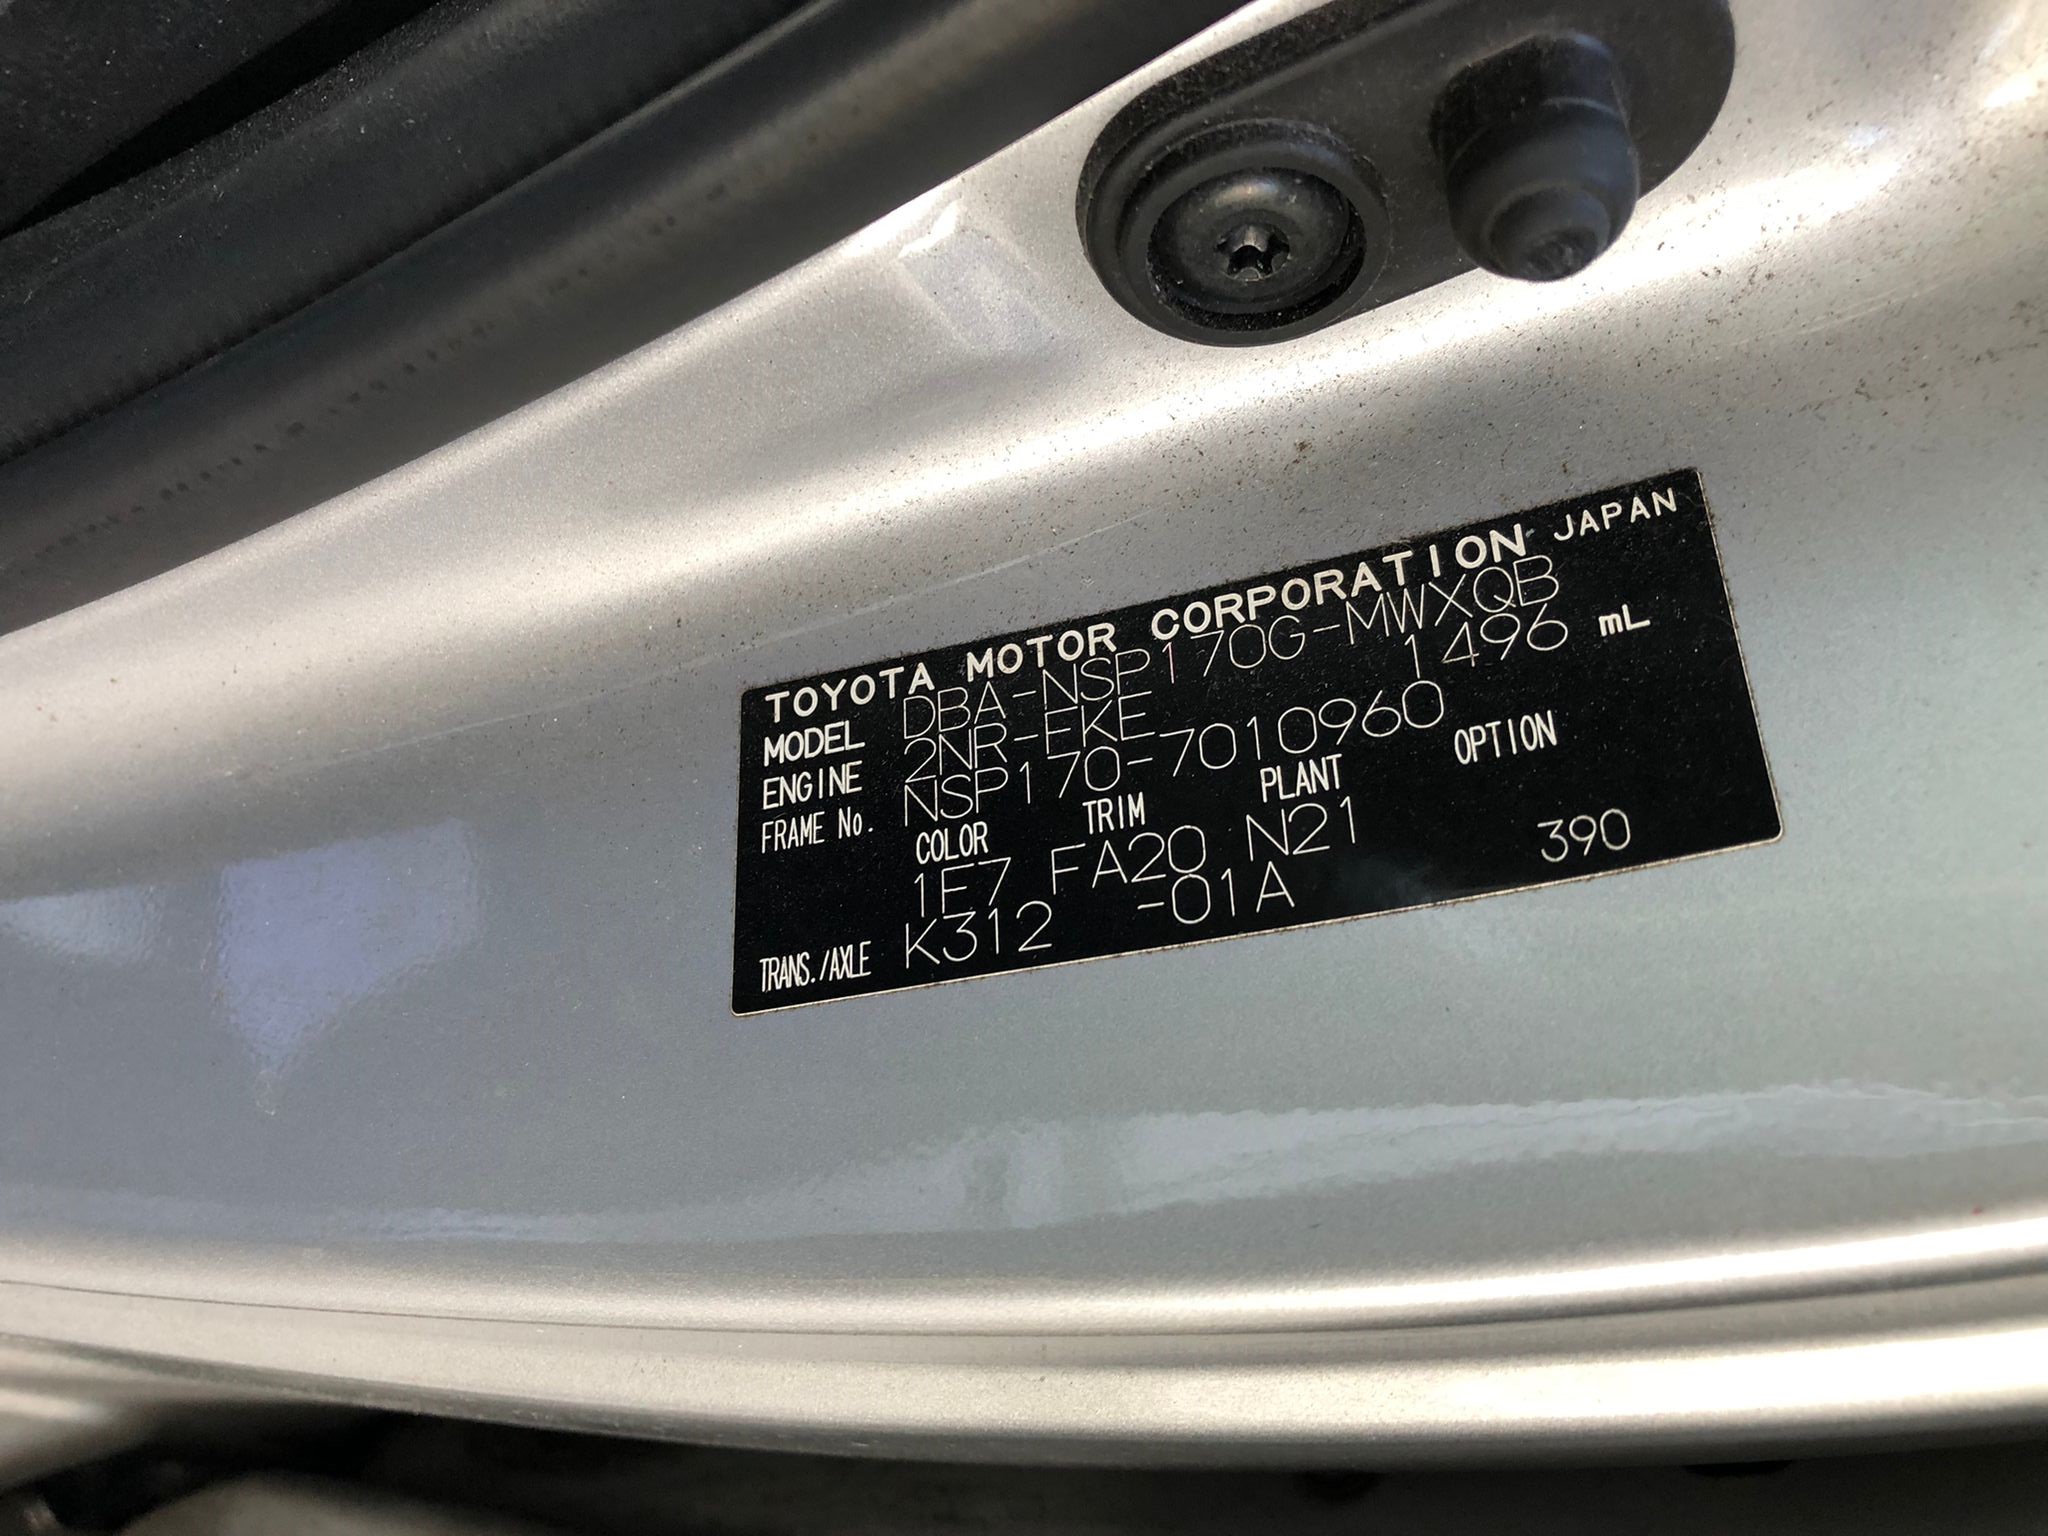 TOYOTA MOTOR CORPORATION JAPAN
MODEL DBA-NSP170G-MWXQB
ENGINE 2NR-FKE 1496 mL
FRAME No. NSP170-7010960
COLOR TRIM PLANT OPTION
1F7 FA20 N21 390
TRANS./AXLE K312 -01A